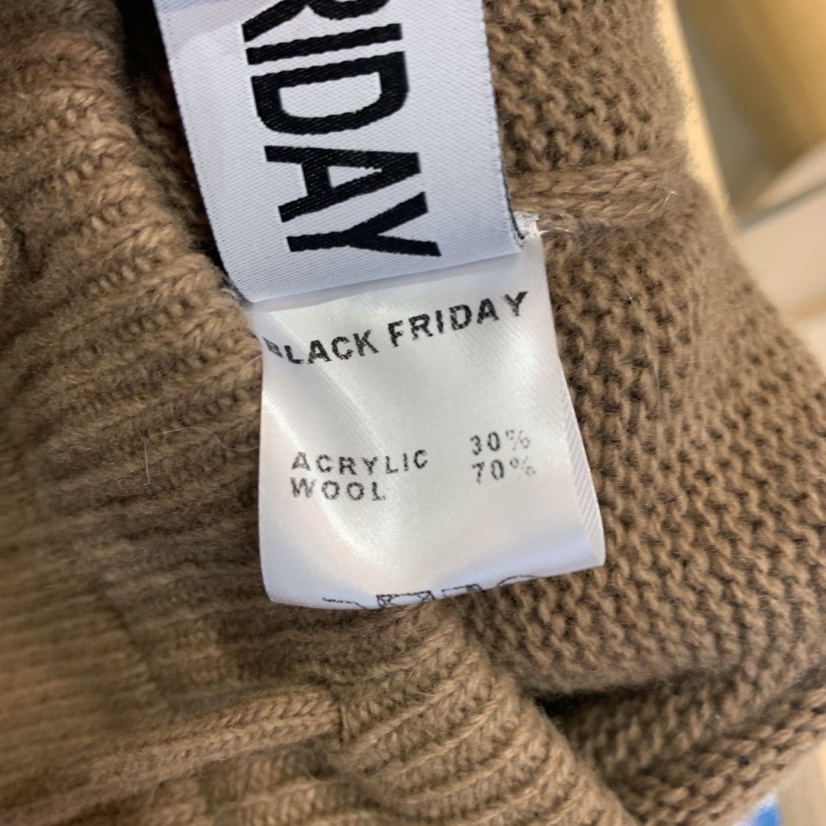 RIDAY
BLACK FRIDAY
ACRYLIC 30%
WOOL 70%